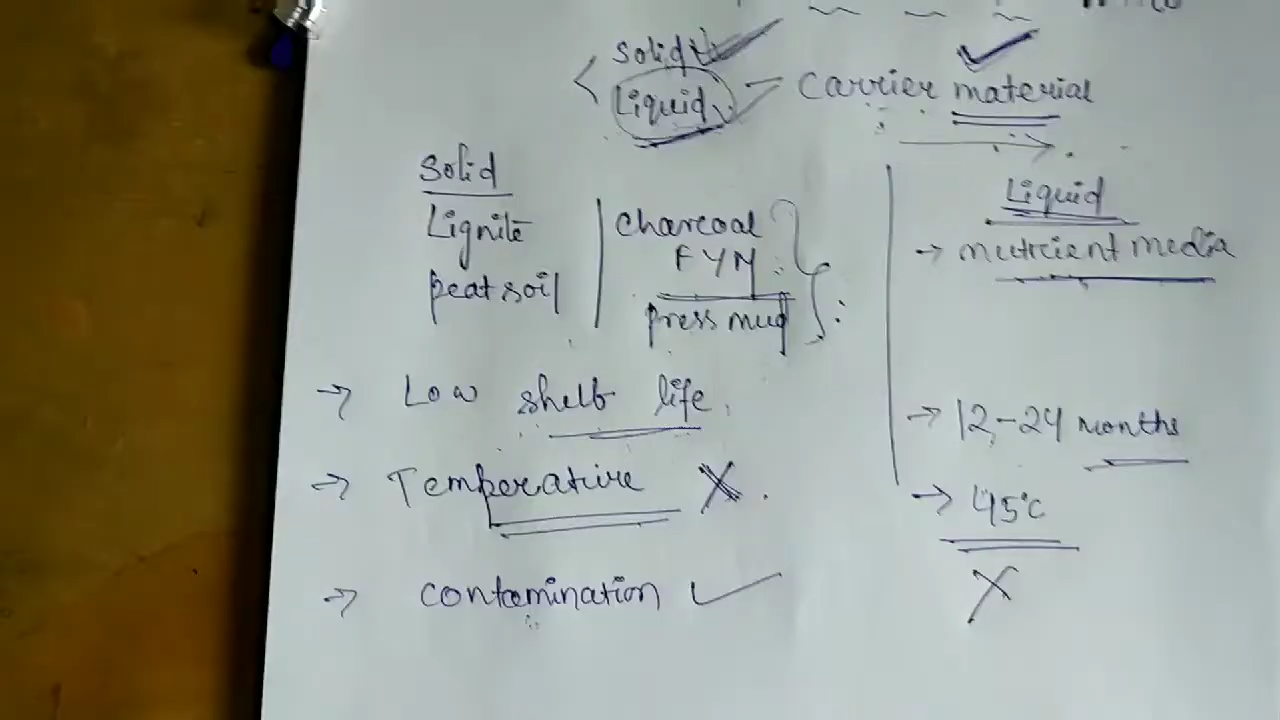 Solid
Liquid
Carrier material
Solid
Lignite
peat soil
charcoal
FYM
press mud
→ Low shelf life.
→ Temperature X.
→ contamination ✓
Liquid
→ nutrient media
→ 12-24 months
→ 45°C
X